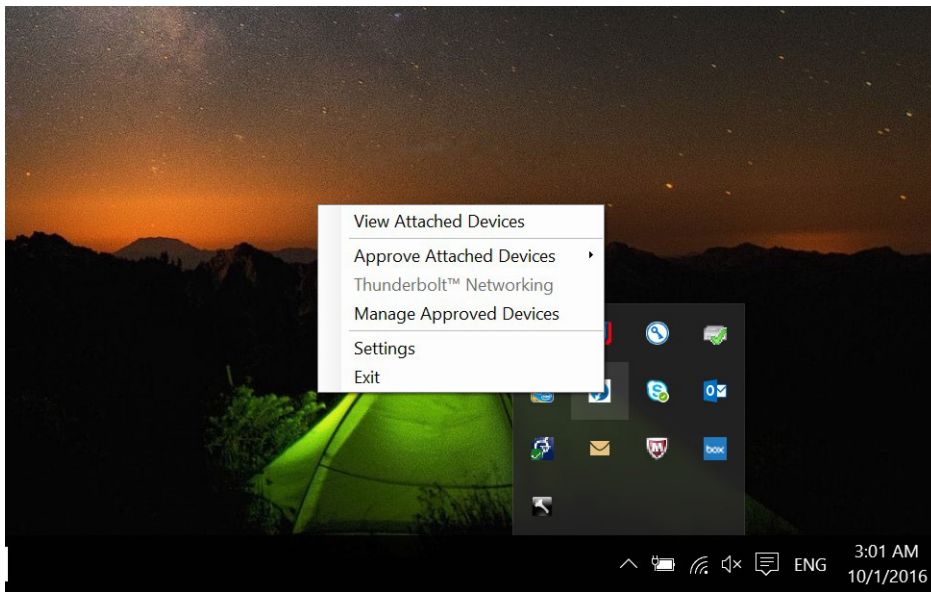 View Attached Devices
Approve Attached Devices
Thunderbolt™ Networking
Manage Approved Devices
Settings
Exit
box
ENG
3:01 AM
10/1/2016